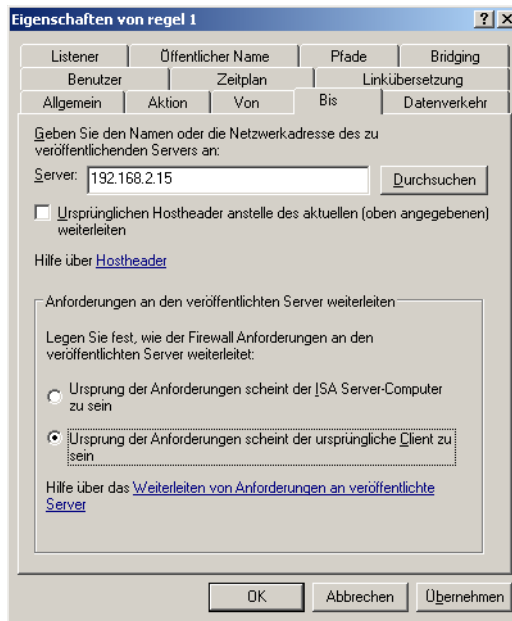 Eigenschaften von regel 1
Listener Öffentlicher Name Pfade Bridging
Benutzer Zeitplan Linkübersetzung
Allgemein Aktion Von Bis Datenverkehr
Geben Sie den Namen oder die Netzwerkadresse des zu
veröffentlichenden Servers an:
Server: 192.168.2.15 Durchsuchen
Ursprünglichen Hostheader anstelle des aktuellen (oben angegebenen)
weiterleiten
Hilfe über Hostheader
Anforderungen an den veröffentlichten Server weiterleiten
Legen Sie fest, wie der Firewall Anforderungen an den
veröffentlichten Server weiterleitet:
Ursprung der Anforderungen scheint der ISA Server-Computer
zu sein
Ursprung der Anforderungen scheint der ursprüngliche Client zu
sein
Hilfe über das Weiterleiten von Anforderungen an veröffentlichte
Server
OK Abbrechen Übernehmen